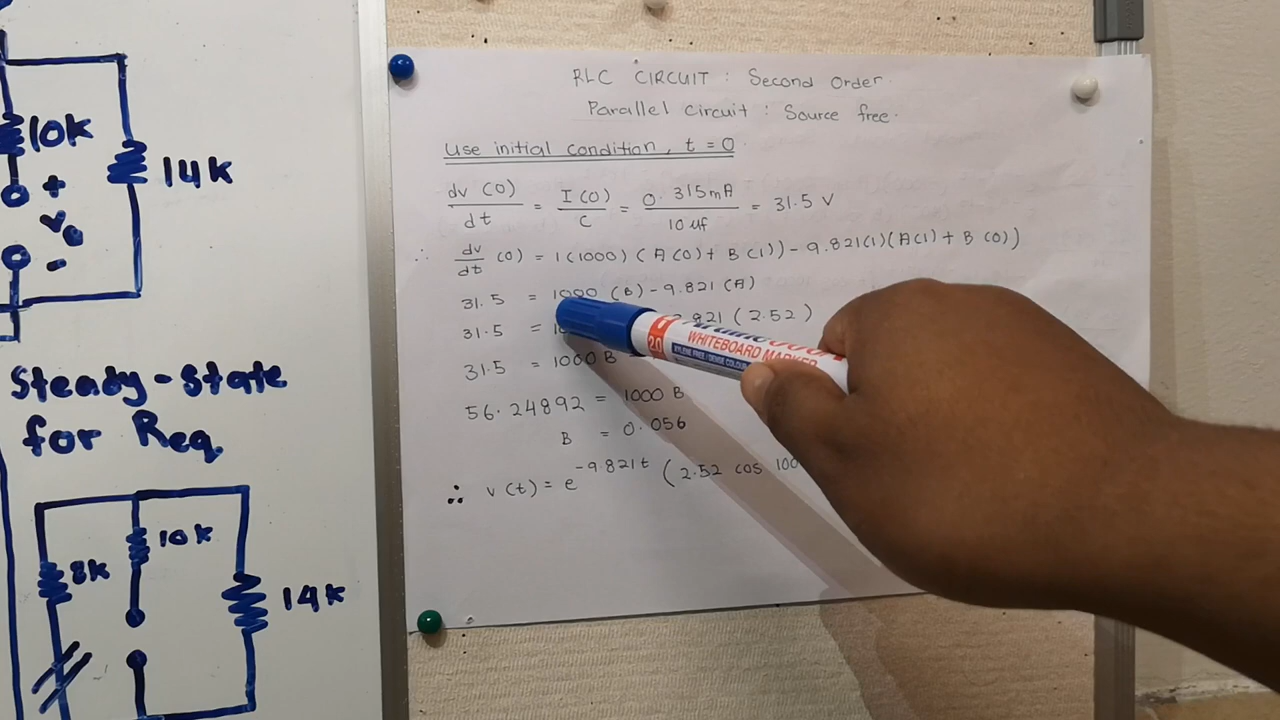 10k
14k
+
Vo
-
Steady-State
for Req.
8k
10k
14k
RLC CIRCUIT : Second Order.
Parallel circuit : Source free.
Use initial condition, t = 0.
dv (0) / dt = I(0) / C = 0.315mA / 10 uf = 31.5 V
∴ dv/dt (0) = 1(1000) (A(0) + B(1)) - 9.821(1)(A(1) + B(0))
31.5 = 1000 (B) - 9.821 (A)
31.5 = 821 (2.52)
31.5 = 1000 B
56.24892 = 1000 B
B = 0.056
∴ v(t) = e^-9.821t (2.52 cos 100
WHITEBOARD MARKER